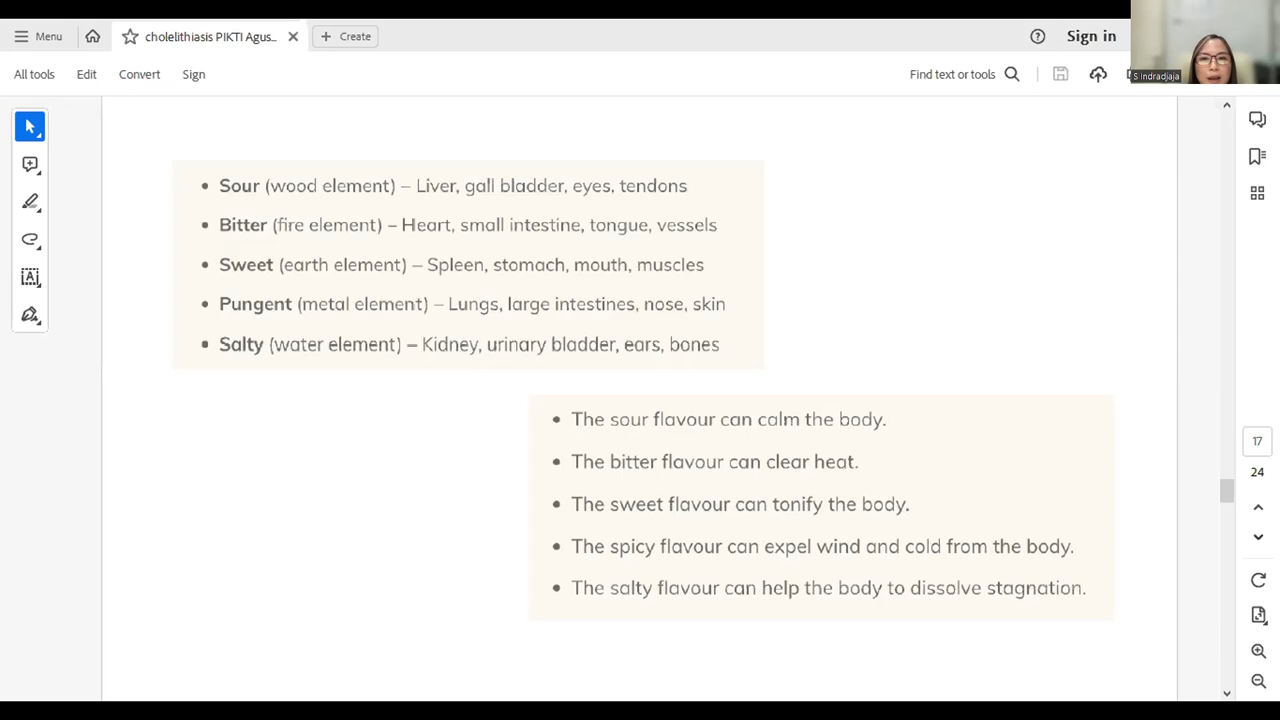 Menu
cholelithiasis PIKTI Agus...
Create
Sign in
S Indradjaja
All tools
Edit
Convert
Sign
Find text or tools
• Sour (wood element) – Liver, gall bladder, eyes, tendons
• Bitter (fire element) – Heart, small intestine, tongue, vessels
• Sweet (earth element) – Spleen, stomach, mouth, muscles
• Pungent (metal element) – Lungs, large intestines, nose, skin
• Salty (water element) – Kidney, urinary bladder, ears, bones
• The sour flavour can calm the body.
• The bitter flavour can clear heat.
• The sweet flavour can tonify the body.
• The spicy flavour can expel wind and cold from the body.
• The salty flavour can help the body to dissolve stagnation.
17
24